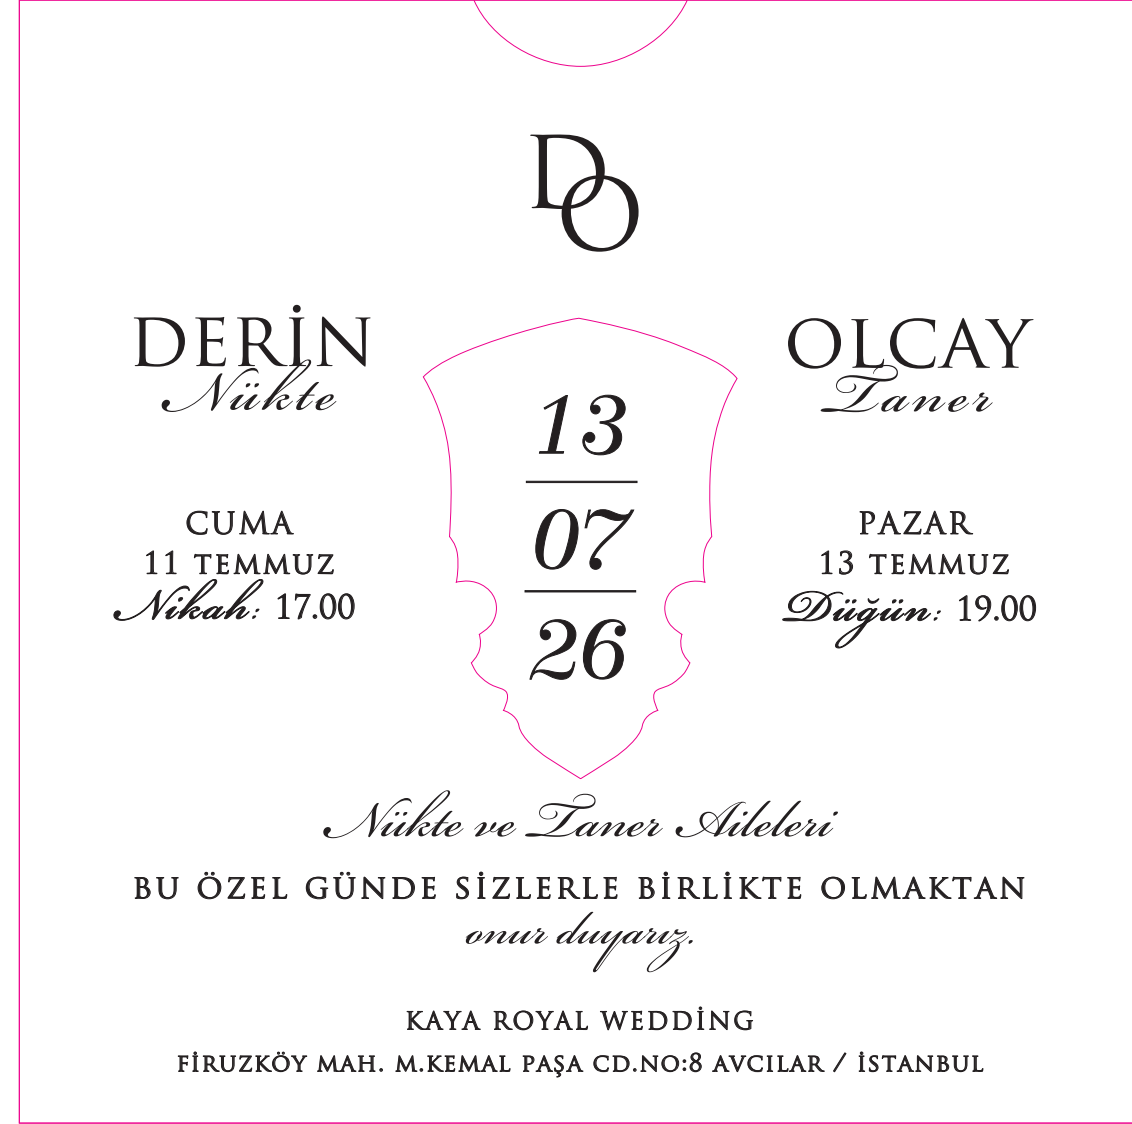 DO
DERİN
Nükte
OLCAY
Taner
13
07
26
CUMA
11 TEMMUZ
Nikah: 17.00
PAZAR
13 TEMMUZ
Düğün: 19.00
Nükte ve Taner Aileleri
BU ÖZEL GÜNDE SİZLERLE BİRLİKTE OLMAKTAN
onur duyarız.
KAYA ROYAL WEDDİNG
FİRUZKÖY MAH. M.KEMAL PAŞA CD.NO:8 AVCILAR / İSTANBUL